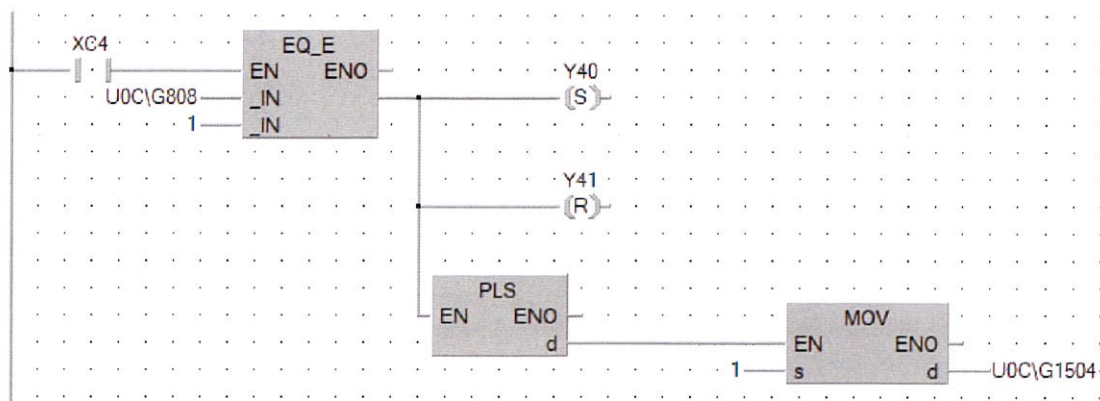 XC4
EQ_E
EN ENO
U0C\G808 _IN
1 _IN
Y40
S
Y41
R
PLS
EN ENO
d
MOV
EN ENO
1 s d U0C\G1504